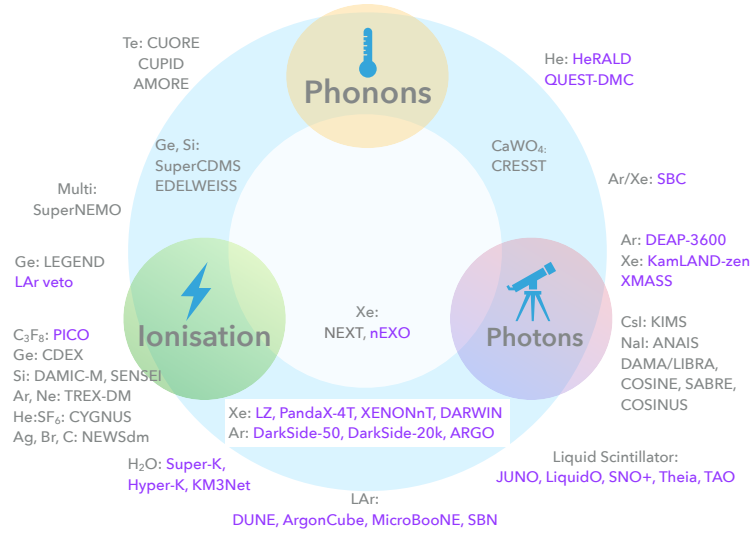 Te: CUORE
CUPID
AMORE
Phonons
He: HeRALD
QUEST-DMC
Ge, Si:
SuperCDMS
EDELWEISS
CaWO₄:
CRESST
Ar/Xe: SBC
Multi:
SuperNEMO
Ge: LEGEND
LAr veto
Ar: DEAP-3600
Xe: KamLAND-zen
XMASS
Ionisation
Xe:
NEXT, nEXO
Photons
C₃F₈: PICO
Ge: CDEX
Si: DAMIC-M, SENSEI
Ar, Ne: TREX-DM
He:SF₆: CYGNUS
Ag, Br, C: NEWSdm
CsI: KIMS
NaI: ANAIS
DAMA/LIBRA,
COSINE, SABRE,
COSINUS
Xe: LZ, PandaX-4T, XENONnT, DARWIN
Ar: DarkSide-50, DarkSide-20k, ARGO
H₂O: Super-K,
Hyper-K, KM3Net
Liquid Scintillator:
JUNO, LiquidO, SNO+, Theia, TAO
LAr:
DUNE, ArgonCube, MicroBooNE, SBN